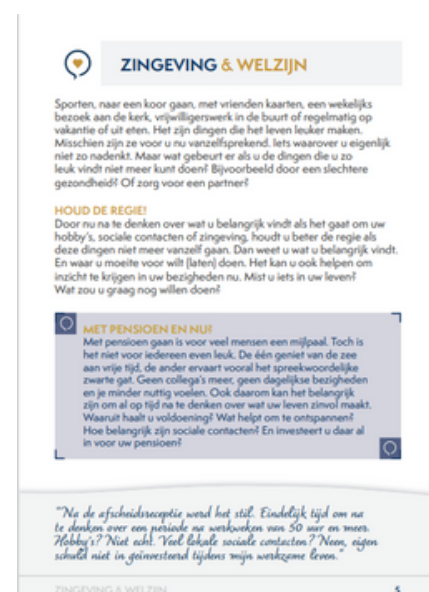 ZINGEVING & WELZIJN
Sporten, naar een koor gaan, met vrienden kaarten, een wekelijks
bezoek aan de kerk, vrijwilligerswerk in de buurt of regelmatig op
vakantie of uit eten. Het zijn dingen die het leven leuker maken.
Misschien zijn ze voor u nu vanzelfsprekend. Iets waarover u eigenlijk
niet zo nadenkt. Maar wat gebeurt er als u de dingen die u zo
leuk vindt niet meer kunt doen? Bijvoorbeeld door een slechtere
gezondheid? Of zorg voor een partner?
HOUD DE REGIE!
Door nu na te denken over wat u belangrijk vindt als het gaat om uw
hobby's, sociale contacten of zingeving, houdt u beter de regie als
deze dingen niet meer vanzelf gaan. Dan weet u wat u belangrijk vindt.
En waar u moeite voor wilt (laten) doen. Het kan u ook helpen om
inzicht te krijgen in uw bezigheden nu. Mist u iets in uw leven?
Wat zou u graag nog willen doen?
MET PENSIOEN EN NU?
Met pensioen gaan is voor veel mensen een mijlpaal. Toch is
het niet voor iedereen even leuk. De één geniet van de zee
aan vrije tijd, de ander ervaart vooral het spreekwoordelijke
zwarte gat. Geen collega's meer, geen dagelijkse bezigheden
en je minder nuttig voelen. Ook daarom kan het belangrijk
zijn om al op tijd na te denken over wat uw leven zinvol maakt.
Waaruit haalt u voldoening? Wat helpt om te ontspannen?
Hoe belangrijk zijn sociale contacten? En investeert u daar al
in voor uw pensioen?
"Na de afscheidsreceptie werd het stil. Eindelijk tijd om na
te denken over een periode na werkweken van 50 uur en meer.
Hobby's? Niet echt. Veel lokale sociale contacten? Neen, eigen
schuld niet in geïnvesteerd tijdens mijn werkzame leven."
ZINGEVING & WELZIJN 5